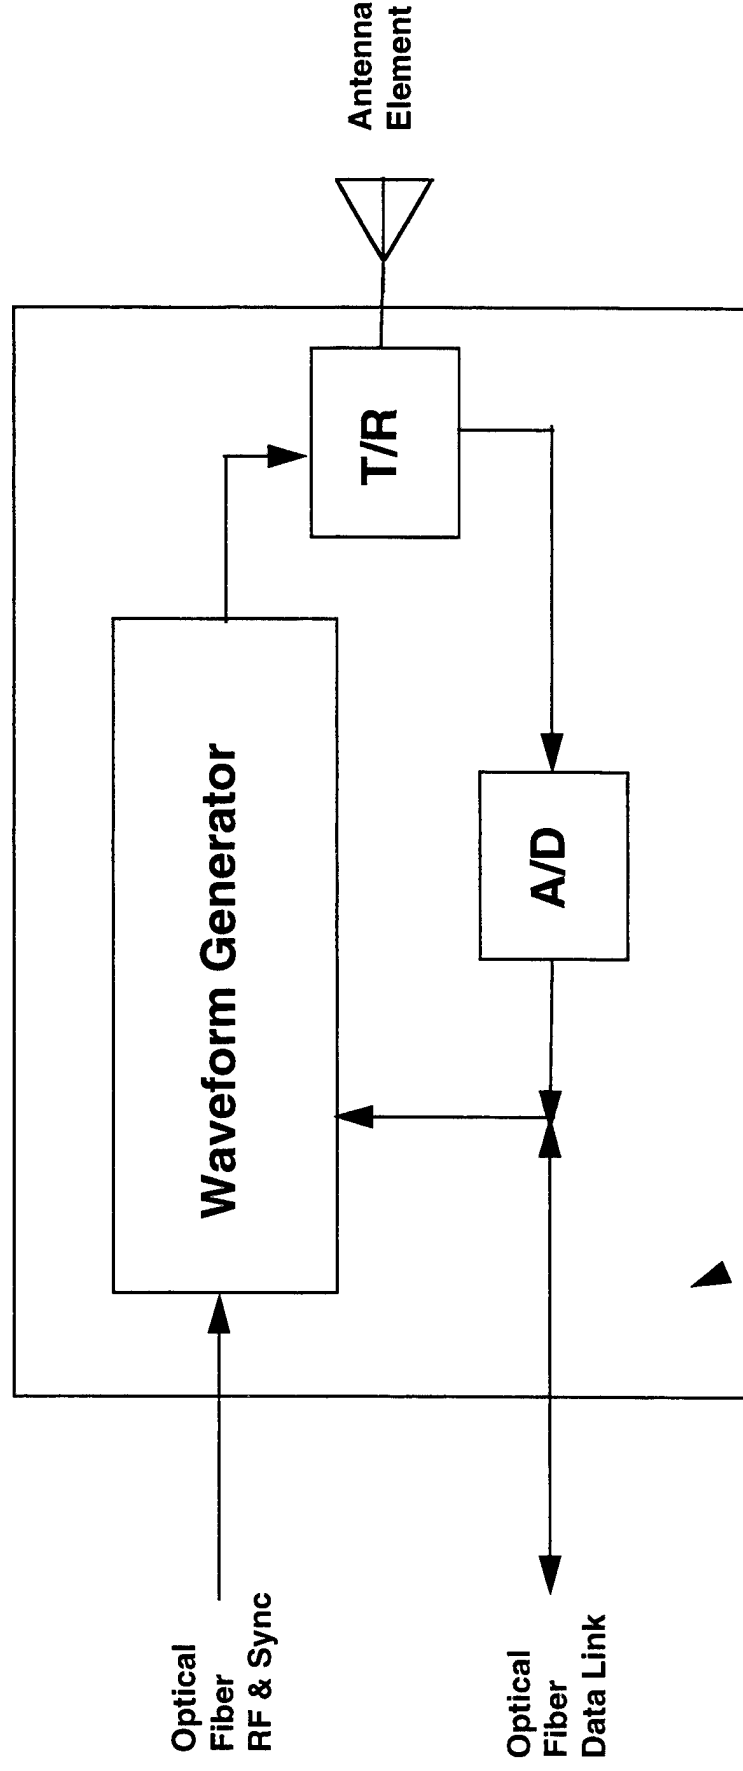 Optical
Fiber
RF & Sync
Waveform Generator
T/R
Antenna
Element
A/D
Optical
Fiber
Data Link